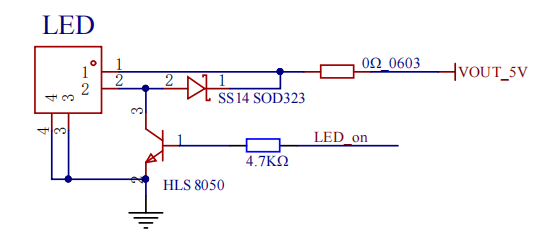 LED
1 1 0Ω_0603 VOUT_5V
2 2 2 1
SS14 SOD323
4 3
3
4 3
1 LED_on
4.7KΩ
2
HLS 8050